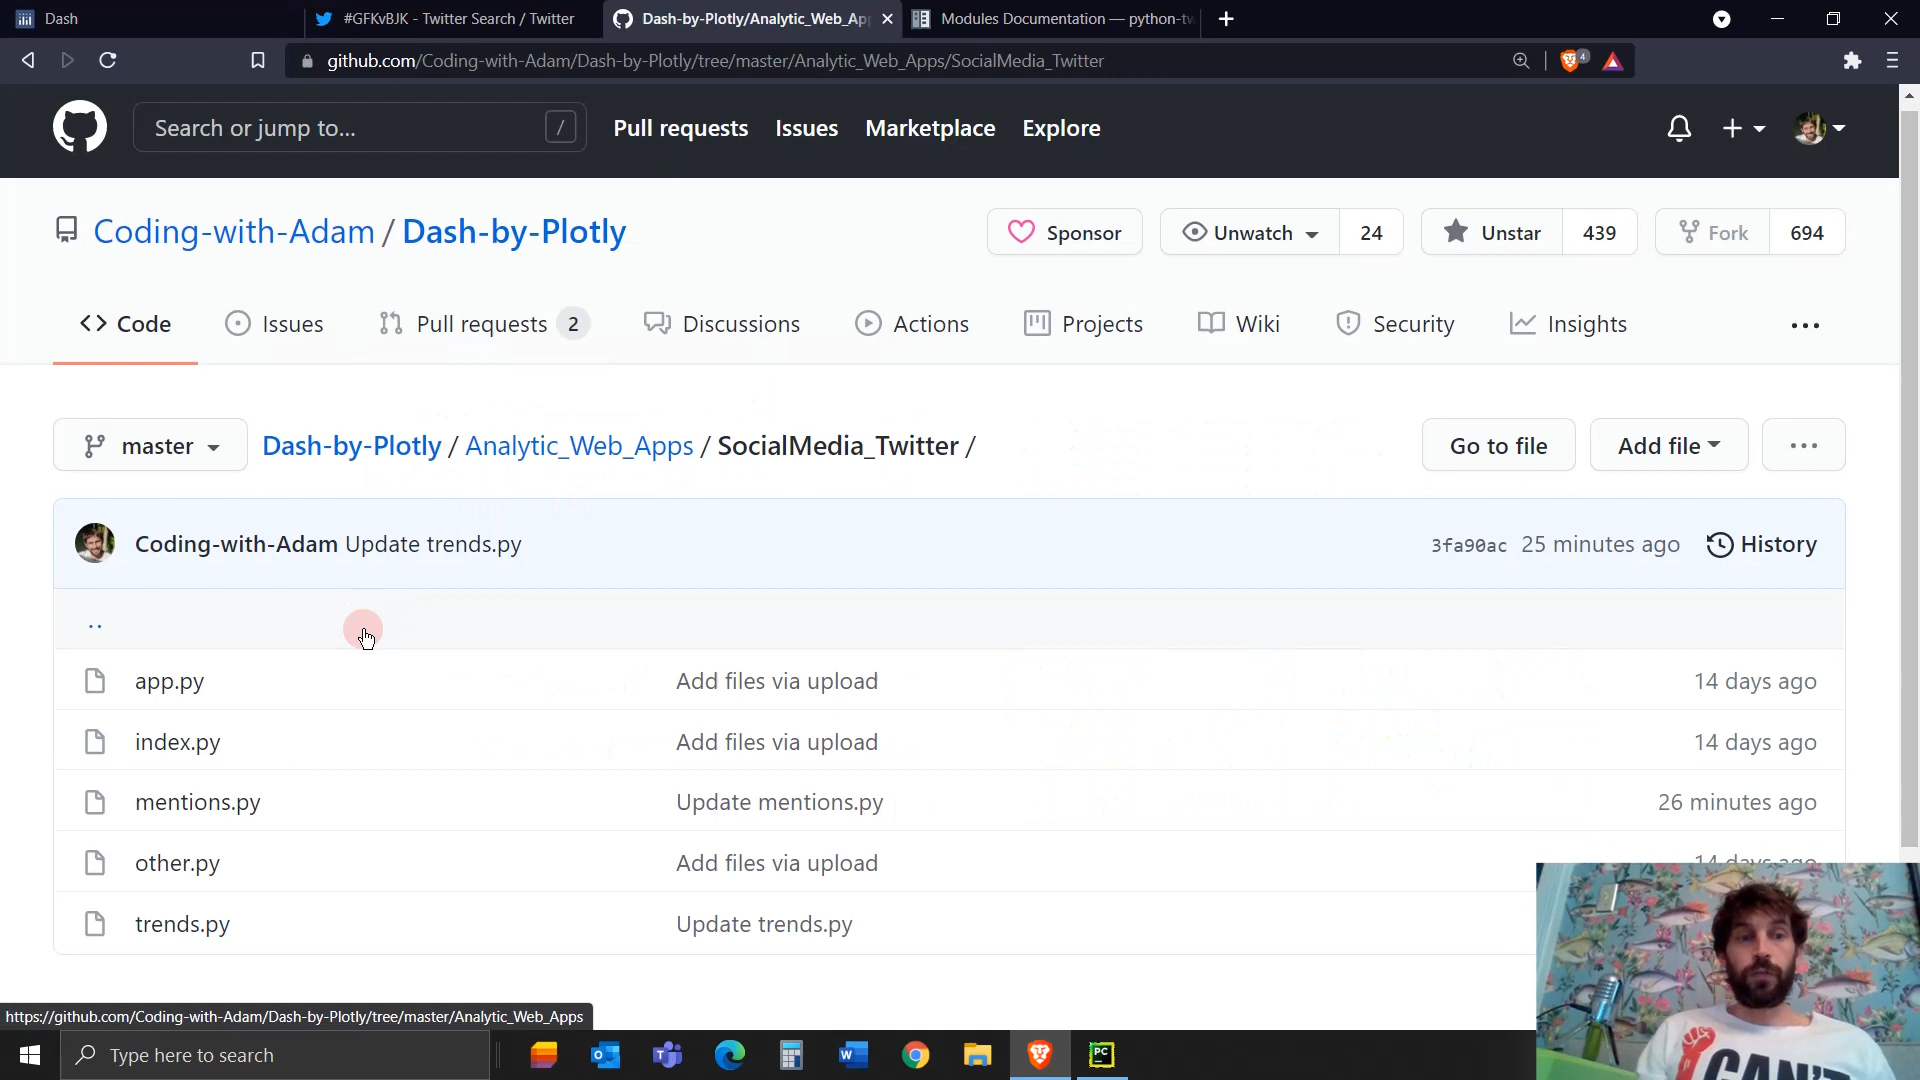 Dash
#GFKvBJK - Twitter Search / Twitter
Dash-by-Plotly/Analytic_Web_Ap
Modules Documentation — python-tw
github.com/Coding-with-Adam/Dash-by-Plotly/tree/master/Analytic_Web_Apps/SocialMedia_Twitter
4
Search or jump to...
/
Pull requests
Issues
Marketplace
Explore
Coding-with-Adam / Dash-by-Plotly
Sponsor
Unwatch
24
Unstar
439
Fork
694
Code
Issues
Pull requests 2
Discussions
Actions
Projects
Wiki
Security
Insights
master
Dash-by-Plotly / Analytic_Web_Apps / SocialMedia_Twitter /
Go to file
Add file
Coding-with-Adam Update trends.py
3fa90ac 25 minutes ago
History
..
app.py
Add files via upload
14 days ago
index.py
Add files via upload
14 days ago
mentions.py
Update mentions.py
26 minutes ago
other.py
Add files via upload
14 days ago
trends.py
Update trends.py
https://github.com/Coding-with-Adam/Dash-by-Plotly/tree/master/Analytic_Web_Apps
Type here to search
PC
CAN'T